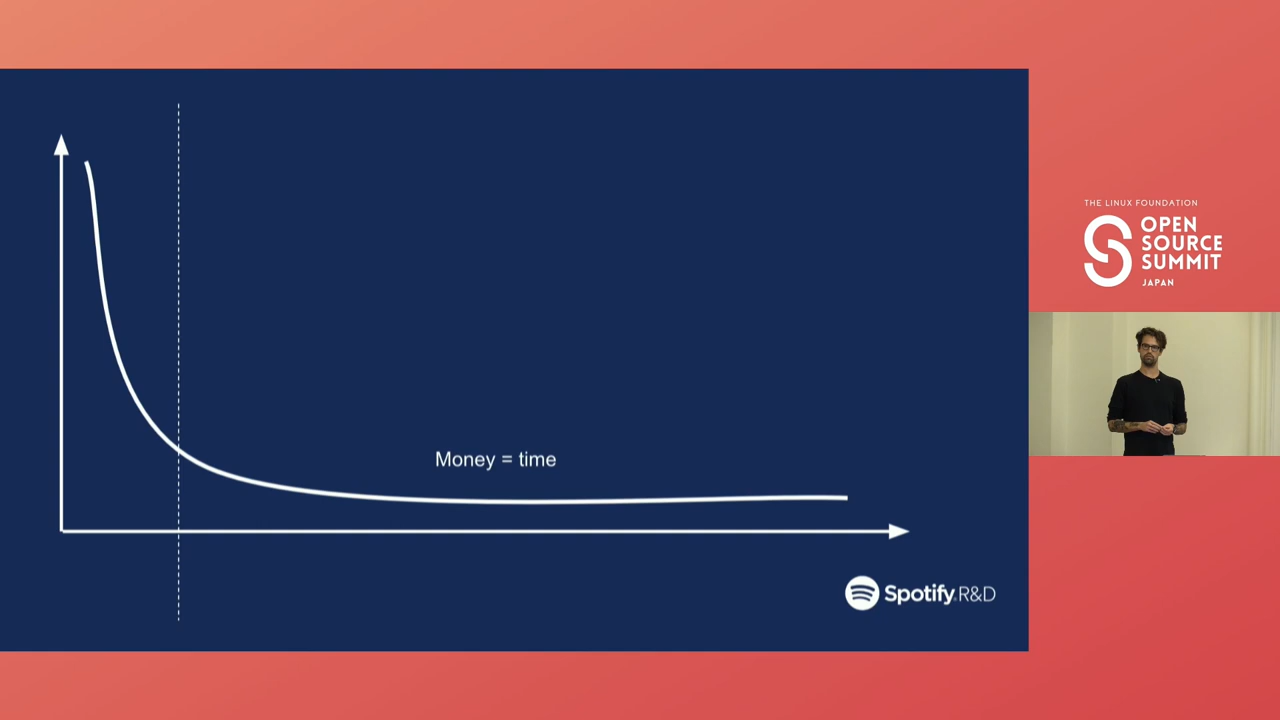 Money = time
Spotify R&D
THE LINUX FOUNDATION
OPEN
SOURCE
SUMMIT
JAPAN